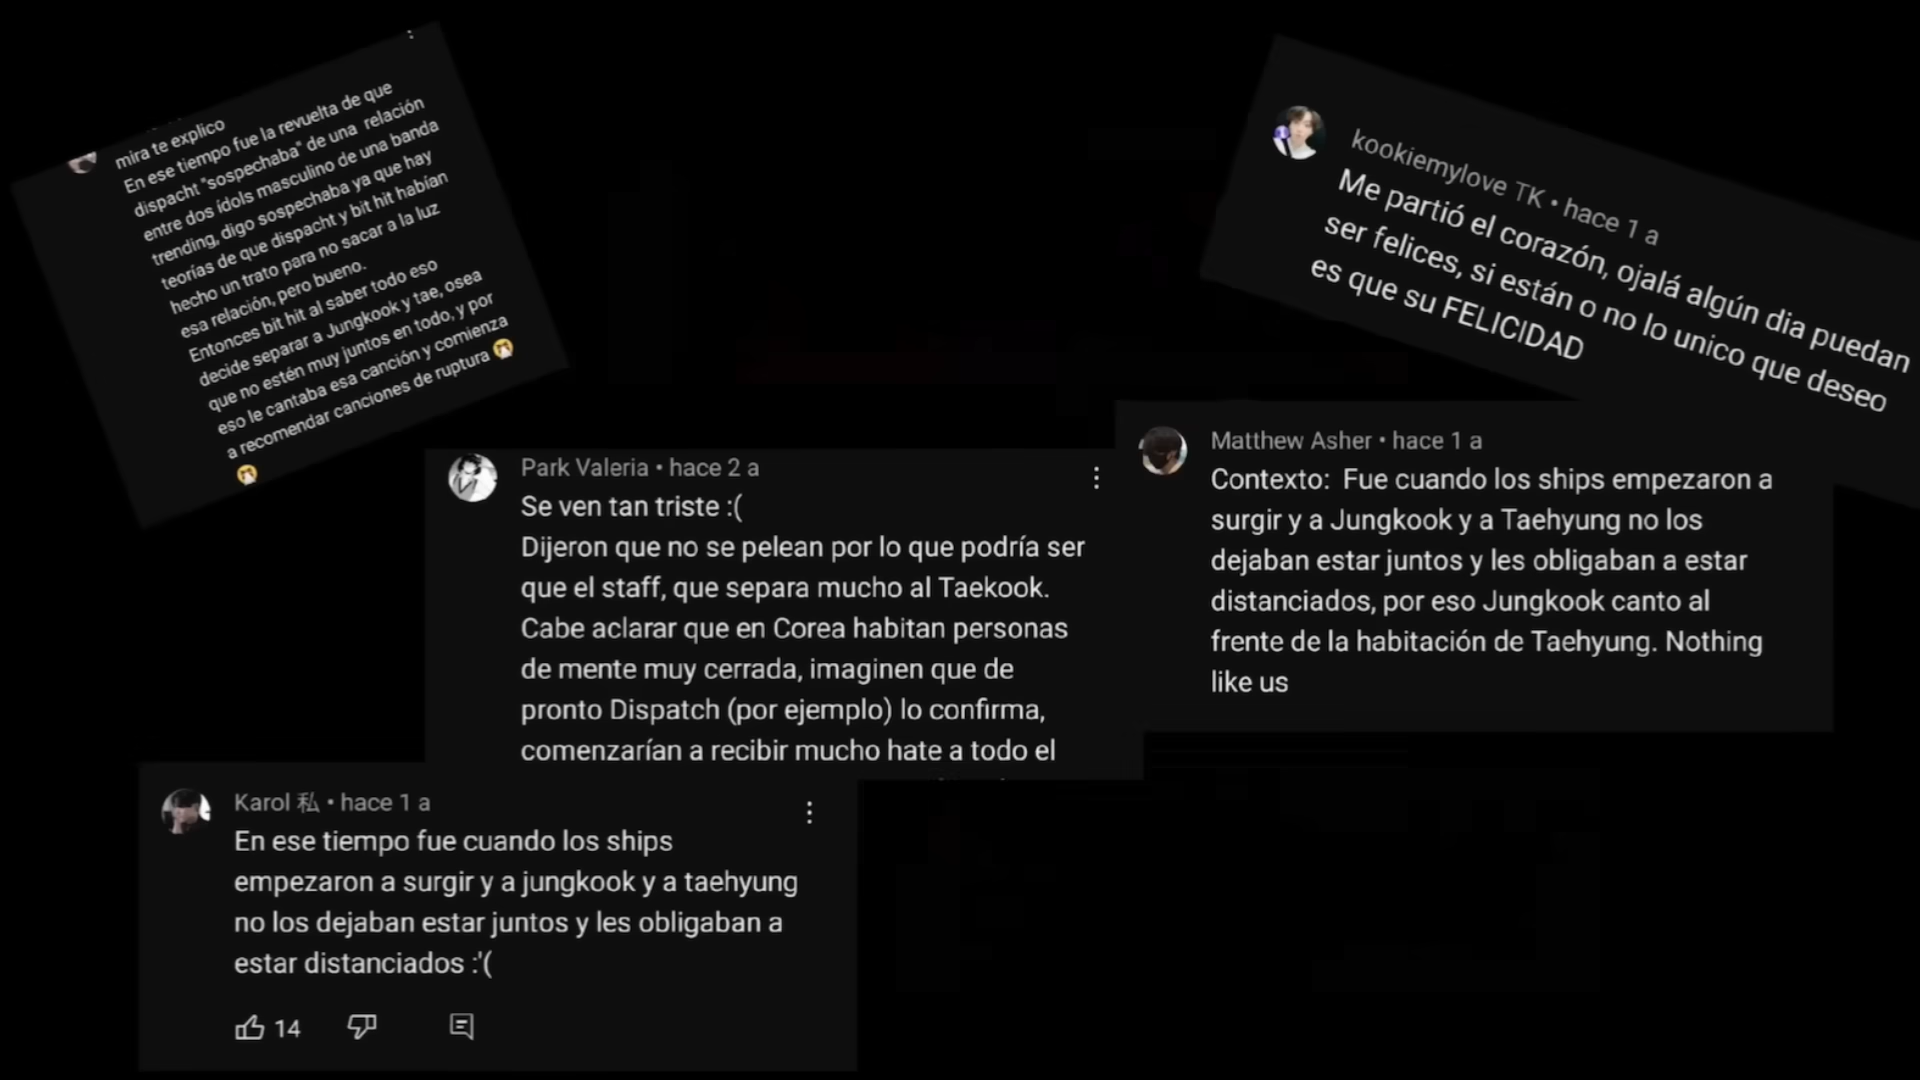 mira te explico
En ese tiempo fue la revuelta de que
dispacht "sospechaba" de una relación
entre dos ídols masculino de una banda
trending, digo sospechaba ya que hay
teorías de que dispacht y bit hit habían
hecho un trato para no sacar a la luz
esa relación, pero bueno.
Entonces bit hit al saber todo eso
decide separar a Jungkook y tae, osea
que no estén muy juntos en todo, y por
eso le cantaba esa canción y comienza
a recomendar canciones de ruptura
kookiemylove TK • hace 1 a
Me partió el corazón, ojalá algún dia puedan
ser felices, si están o no lo unico que deseo
es que su FELICIDAD
Park Valeria • hace 2 a
Se ven tan triste :(
Dijeron que no se pelean por lo que podría ser
que el staff, que separa mucho al Taekook.
Cabe aclarar que en Corea habitan personas
de mente muy cerrada, imaginen que de
pronto Dispatch (por ejemplo) lo confirma,
comenzarían a recibir mucho hate a todo el
Matthew Asher • hace 1 a
Contexto: Fue cuando los ships empezaron a
surgir y a Jungkook y a Taehyung no los
dejaban estar juntos y les obligaban a estar
distanciados, por eso Jungkook canto al
frente de la habitación de Taehyung. Nothing
like us
Karol 私 • hace 1 a
En ese tiempo fue cuando los ships
empezaron a surgir y a jungkook y a taehyung
no los dejaban estar juntos y les obligaban a
estar distanciados :'(
14